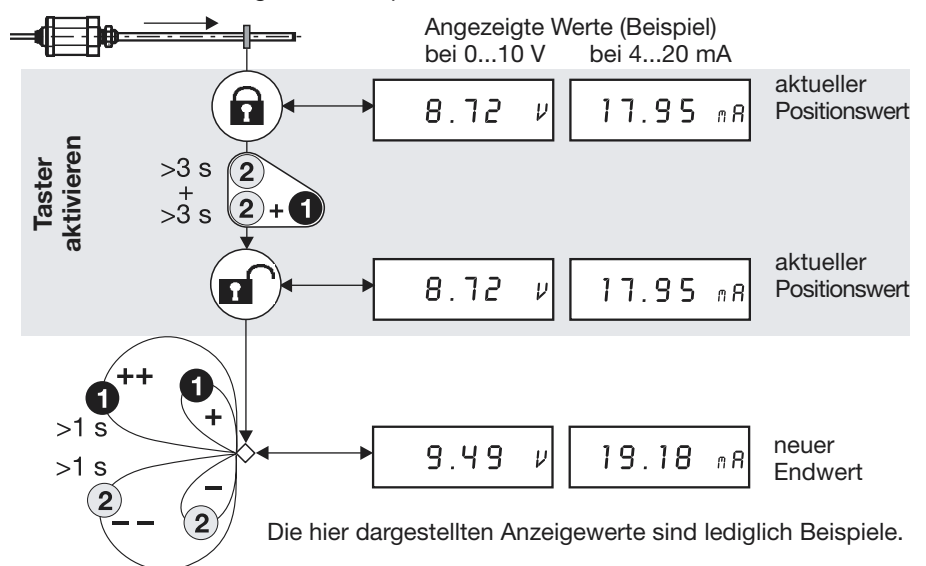 Angezeigte Werte (Beispiel)
bei 0...10 V bei 4...20 mA
Taster
aktivieren
8.72 V 17.95 mA
aktueller
Positionswert
>3 s 2
+
>3 s 2 + 1
8.72 V 17.95 mA
aktueller
Positionswert
1 ++ 1 +
>1 s
>1 s
2 -- 2 -
9.49 V 19.18 mA
neuer
Endwert
Die hier dargestellten Anzeigewerte sind lediglich Beispiele.